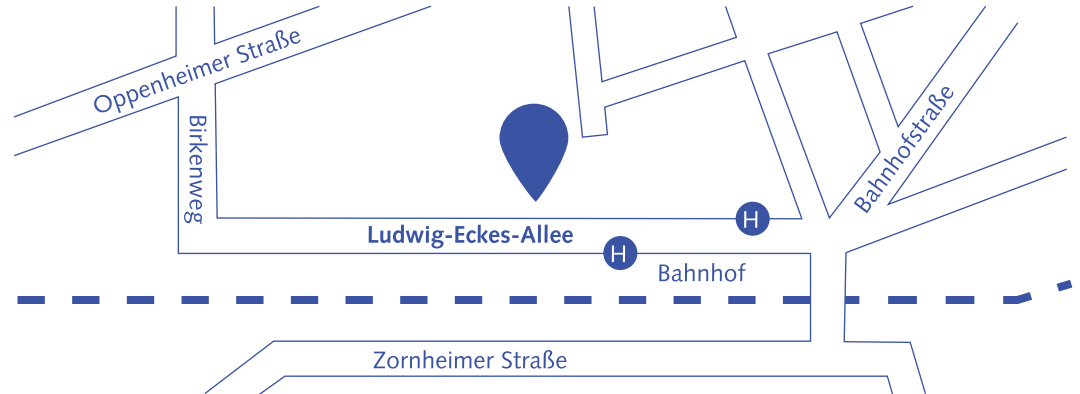 Oppenheimer Straße
Birkenweg
Bahnhofstraße
H
Ludwig-Eckes-Allee
H
Bahnhof
Zornheimer Straße